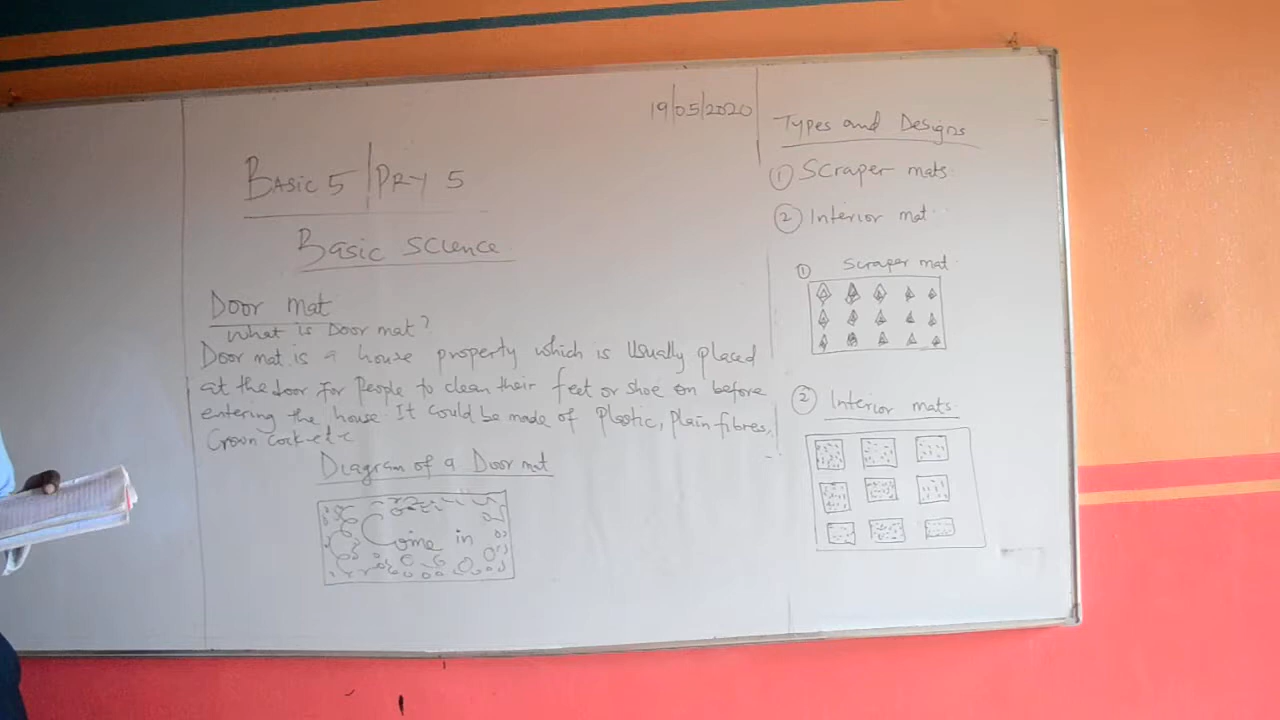 19/05/2020
BASIC 5 | PRY 5
Basic science
Door mat
What is Door mat?
Door mat is a house property which is Usually placed
at the door for People to clean their feet or shoe on before
entering the house. It could be made of Plastic, plain fibres,
Crown cork etc
Diagram of a Door mat
Come in
Types and Designs
① Scraper mats
② Interior mat
① Scraper mat
② Interior mats